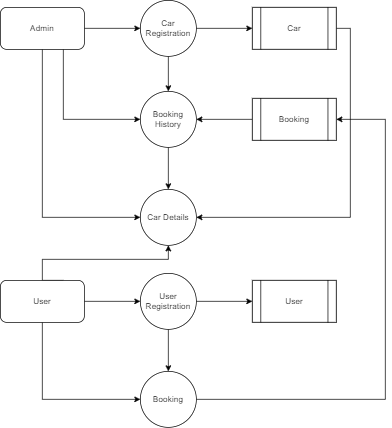 Admin
Car
Registration
Car
Booking
History
Booking
Car Details
User
User
Registration
User
Booking